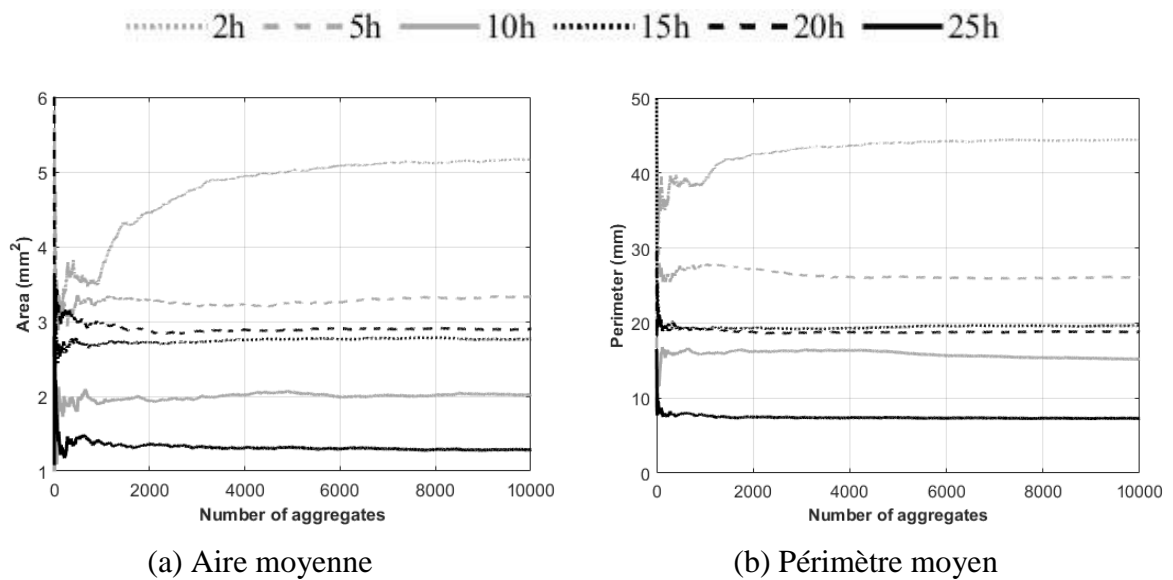 2h 5h 10h 15h 20h 25h
6
5
4
3
2
1
Area (mm²)
0 2000 4000 6000 8000 10000
Number of aggregates
(a) Aire moyenne
50
40
30
20
10
0
Perimeter (mm)
0 2000 4000 6000 8000 10000
Number of aggregates
(b) Périmètre moyen